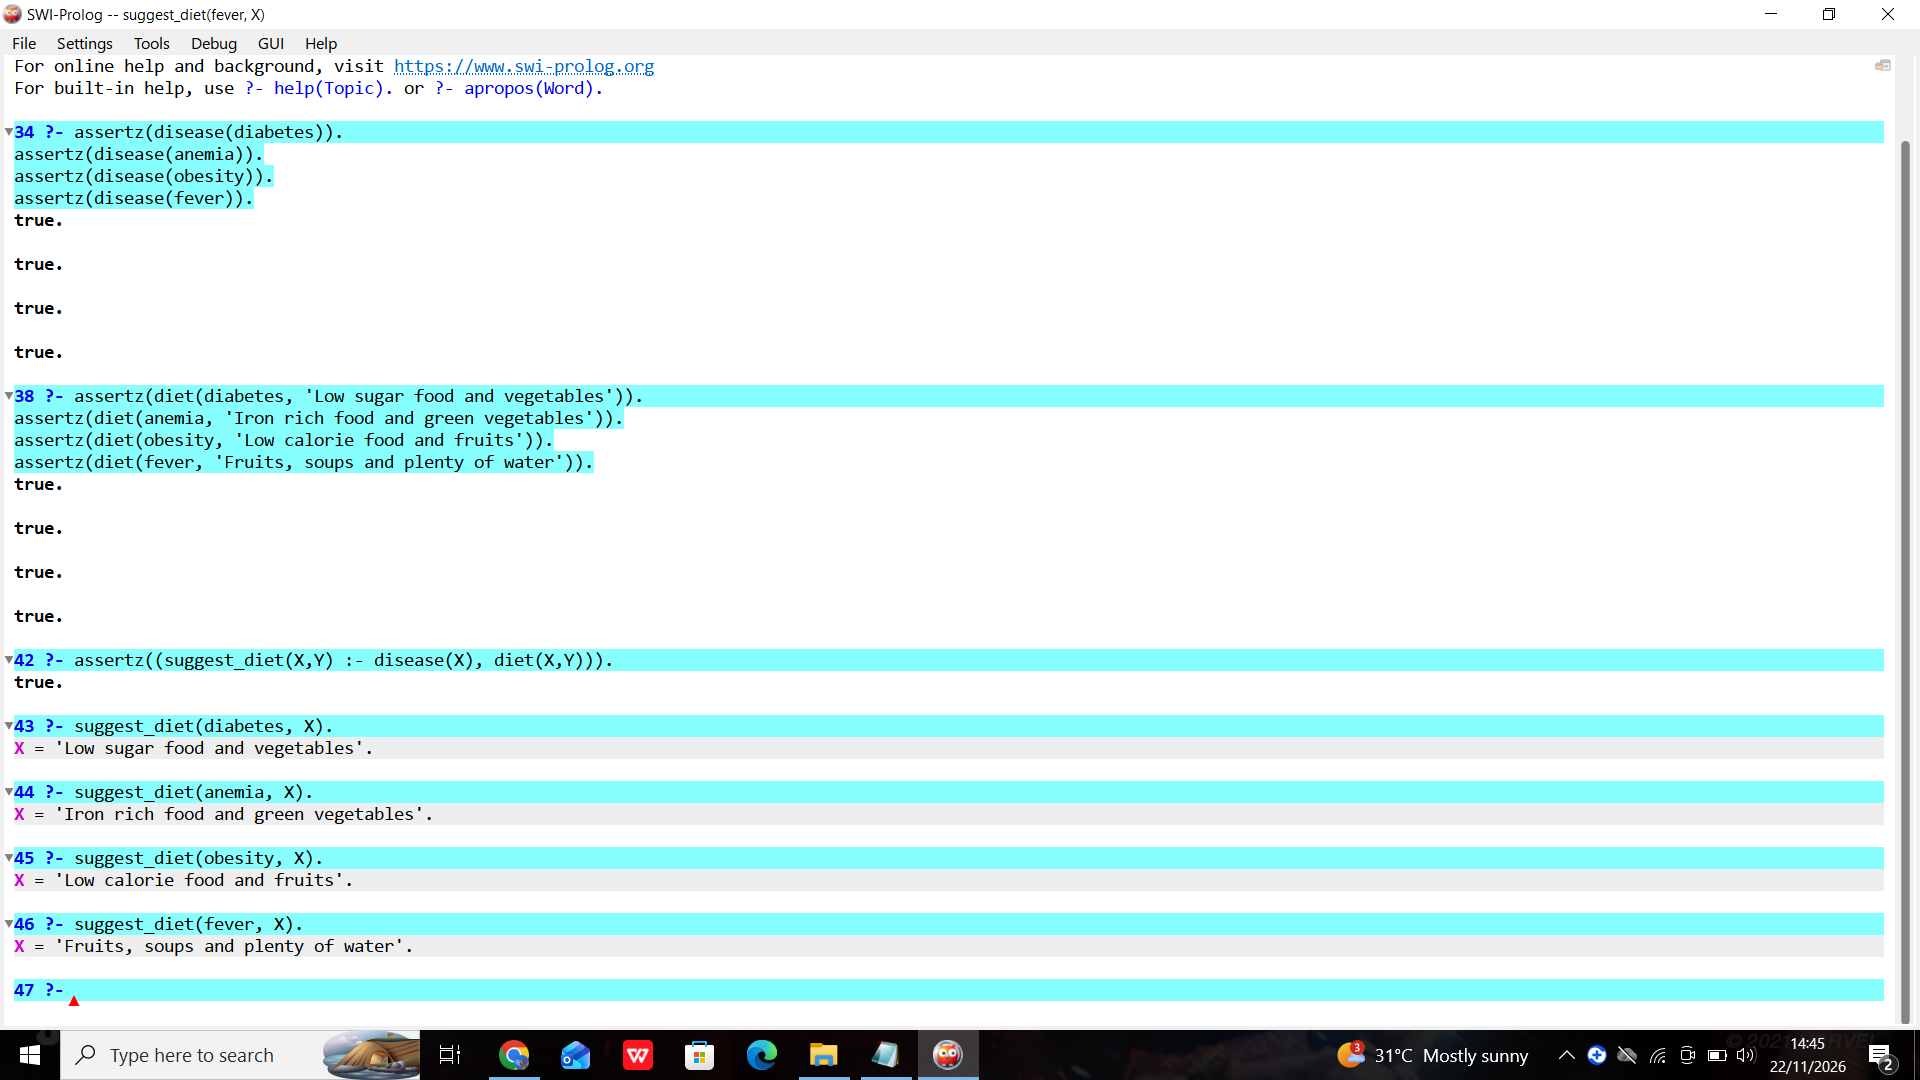 SWI-Prolog -- suggest_diet(fever, X)
File Settings Tools Debug GUI Help
For online help and background, visit https://www.swi-prolog.org
For built-in help, use ?- help(Topic). or ?- apropos(Word).
34 ?- assertz(disease(diabetes)).
assertz(disease(anemia)).
assertz(disease(obesity)).
assertz(disease(fever)).
true.
true.
true.
true.
38 ?- assertz(diet(diabetes, 'Low sugar food and vegetables')).
assertz(diet(anemia, 'Iron rich food and green vegetables')).
assertz(diet(obesity, 'Low calorie food and fruits')).
assertz(diet(fever, 'Fruits, soups and plenty of water')).
true.
true.
true.
true.
42 ?- assertz((suggest_diet(X,Y) :- disease(X), diet(X,Y))).
true.
43 ?- suggest_diet(diabetes, X).
X = 'Low sugar food and vegetables'.
44 ?- suggest_diet(anemia, X).
X = 'Iron rich food and green vegetables'.
45 ?- suggest_diet(obesity, X).
X = 'Low calorie food and fruits'.
46 ?- suggest_diet(fever, X).
X = 'Fruits, soups and plenty of water'.
47 ?-
Type here to search
W
3
31°C Mostly sunny
14:45
22/11/2026
2